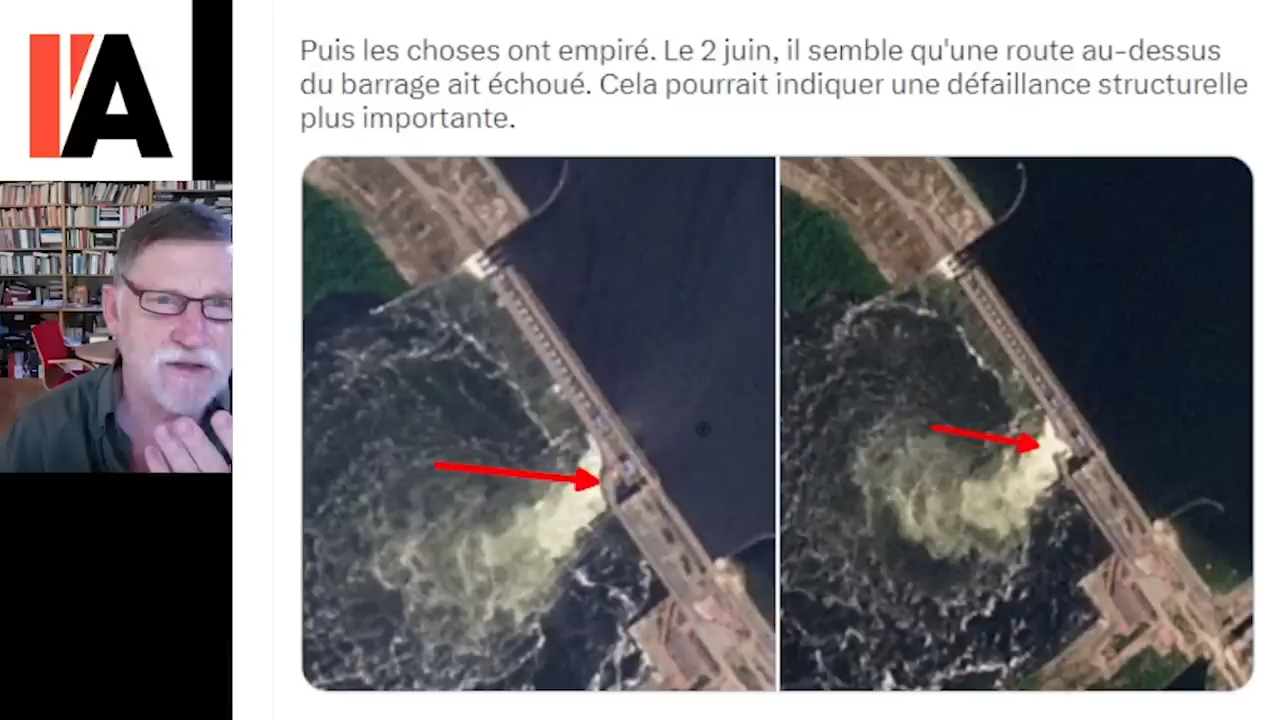 IA
Puis les choses ont empiré. Le 2 juin, il semble qu'une route au-dessus
du barrage ait échoué. Cela pourrait indiquer une défaillance structurelle
plus importante.